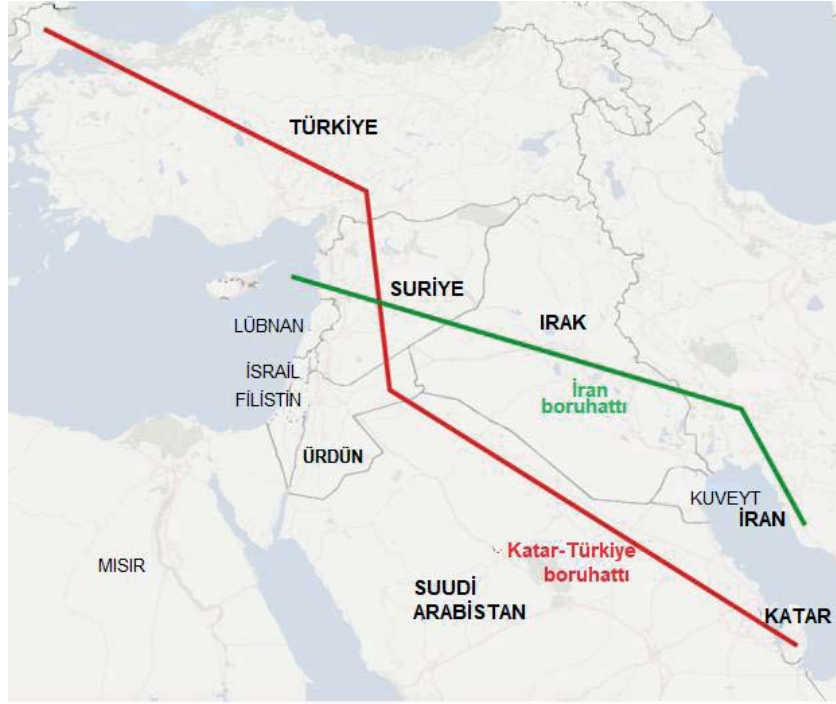 TÜRKİYE
SURİYE
LÜBNAN
IRAK
İSRAİL
FİLİSTİN
İran
boruhattı
ÜRDÜN
KUVEYT
İRAN
MISIR
Katar-Türkiye
boruhattı
SUUDİ
ARABİSTAN
KATAR